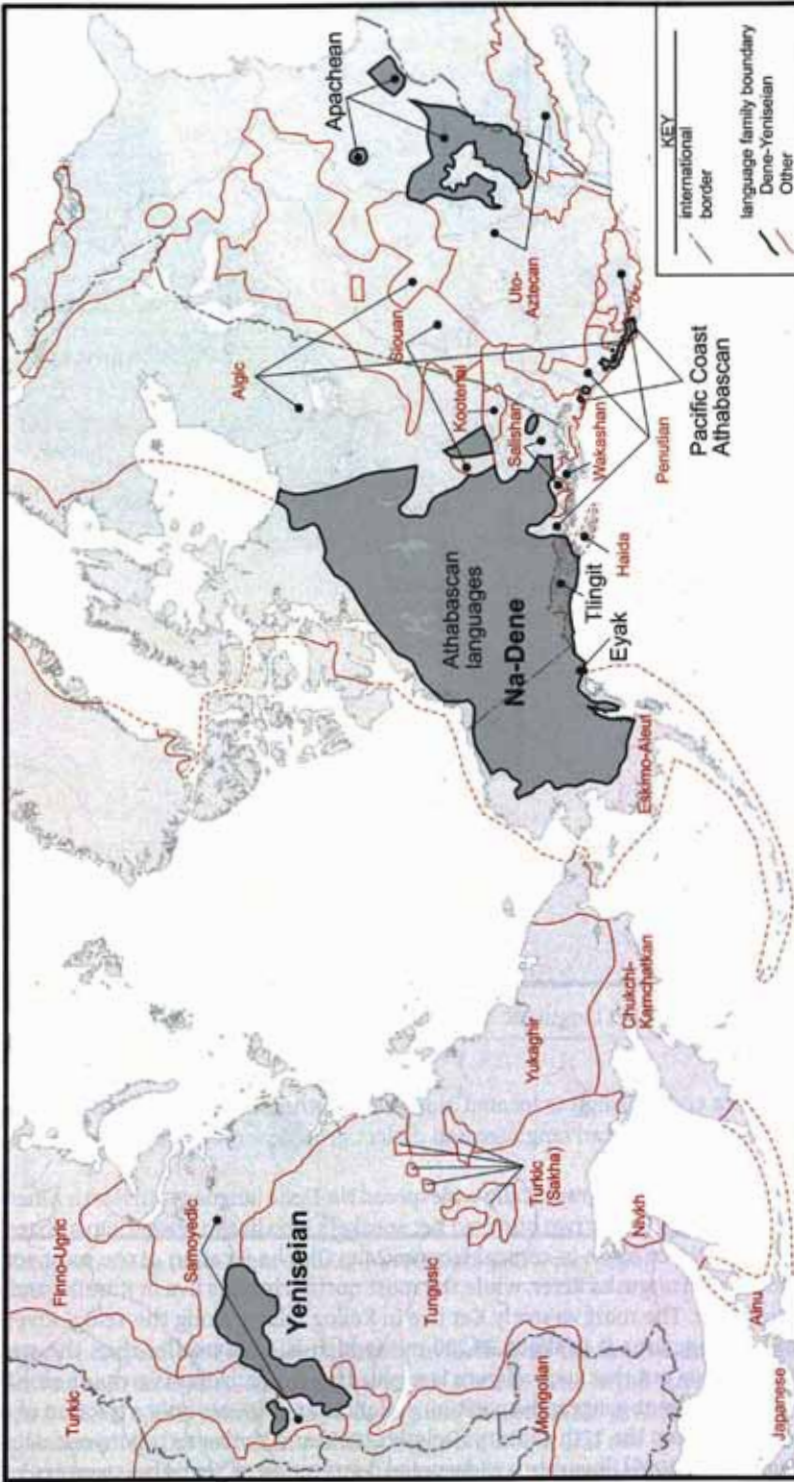 Turkic
Finno-Ugric
Samoyedic
Yeniseian
Mongolian
Tungusic
Turkic
(Sakha)
Yukaghir
Chukchi-
Kamchatkan
Nivkh
Ainu
Japanese
Eskimo-Aleut
Athabascan
languages
Na-Dene
Eyak
Tlingit
Haida
Algic
Siouan
Kootenai
Salishan
Wakashan
Penutian
Pacific Coast
Athabascan
Uto-
Aztecan
Apachean
KEY
international
border
language family boundary
Dene-Yeniseian
Other